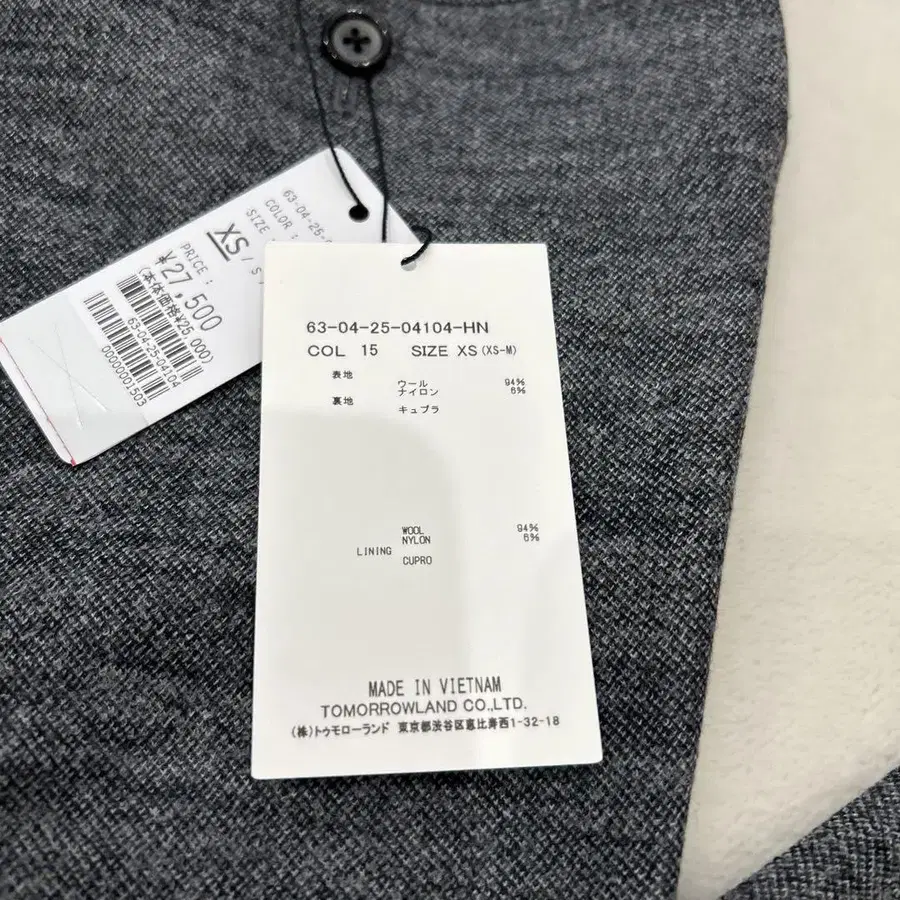 63-04-25-
COLOR :
SIZE
XS / S /
PRICE :
¥27,500
(本体価格¥25,000)
63-04-25-04104
00000001503
63-04-25-04104-HN
COL 15 SIZE XS (XS-M)
表地 ウール 94%
ナイロン 6%
裏地 キュプラ
WOOL 94%
NYLON 6%
LINING CUPRO
MADE IN VIETNAM
TOMORROWLAND CO.,LTD.
(株)トゥモローランド 東京都渋谷区恵比寿西1-32-18